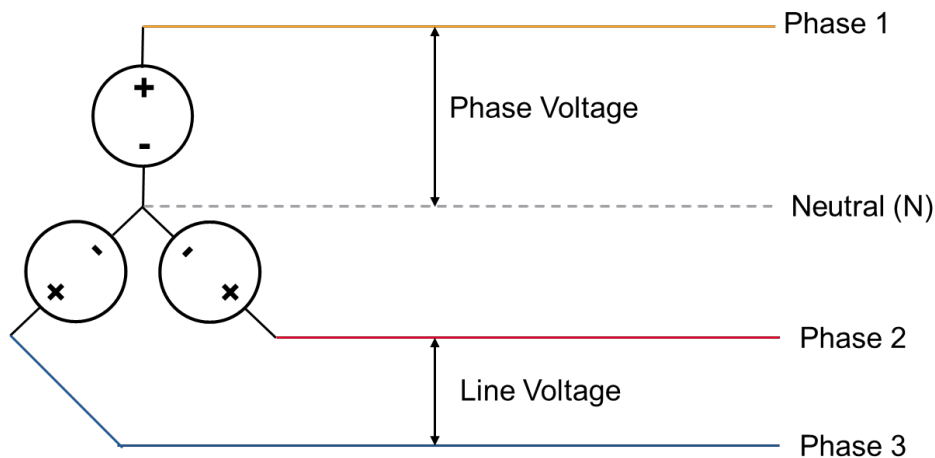 Phase 1
+
Phase Voltage
-
Neutral (N)
-
-
+
+
Phase 2
Line Voltage
Phase 3